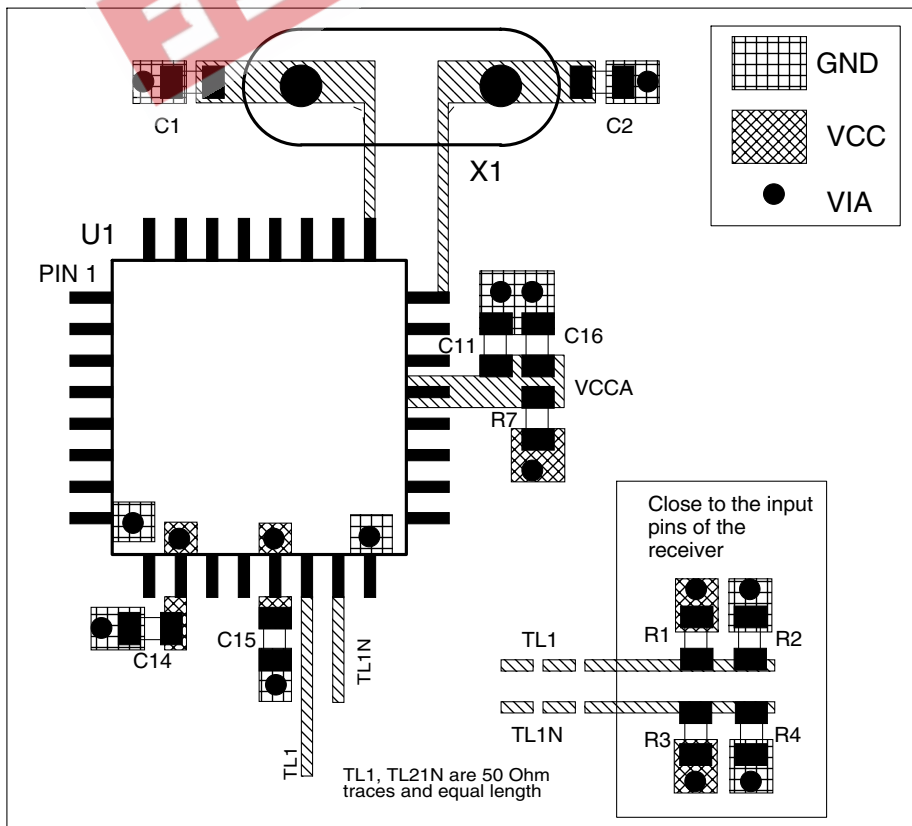 C1
C2
X1
GND
VCC
VIA
U1
PIN 1
C11
C16
VCCA
R7
C14
C15
TL1
TL1N
TL1, TL21N are 50 Ohm
traces and equal length
Close to the input
pins of the
receiver
R1
R2
TL1
TL1N
R3
R4